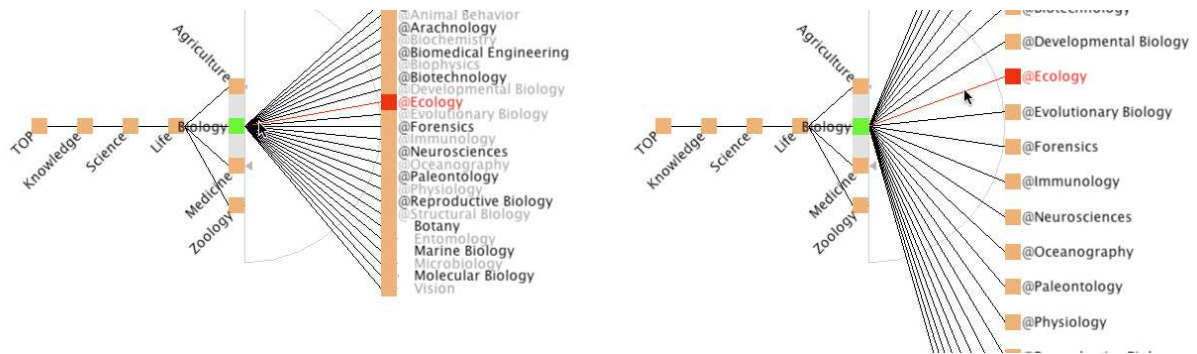 @Animal Behavior
@Arachnology
@Biochemistry
@Biomedical Engineering
@Biophysics
@Biotechnology
@Developmental Biology
@Ecology
@Evolutionary Biology
@Forensics
@Immunology
@Neurosciences
@Oceanography
@Paleontology
@Physiology
@Reproductive Biology
@Structural Biology
Botany
Entomology
Marine Biology
Microbiology
Molecular Biology
Vision
Agriculture
TOP
Knowledge
Science
Life
Biology
Medicine
Zoology
@Biotechnology
@Developmental Biology
@Ecology
@Evolutionary Biology
@Forensics
@Immunology
@Neurosciences
@Oceanography
@Paleontology
@Physiology
Agriculture
TOP
Knowledge
Science
Life
Biology
Medicine
Zoology